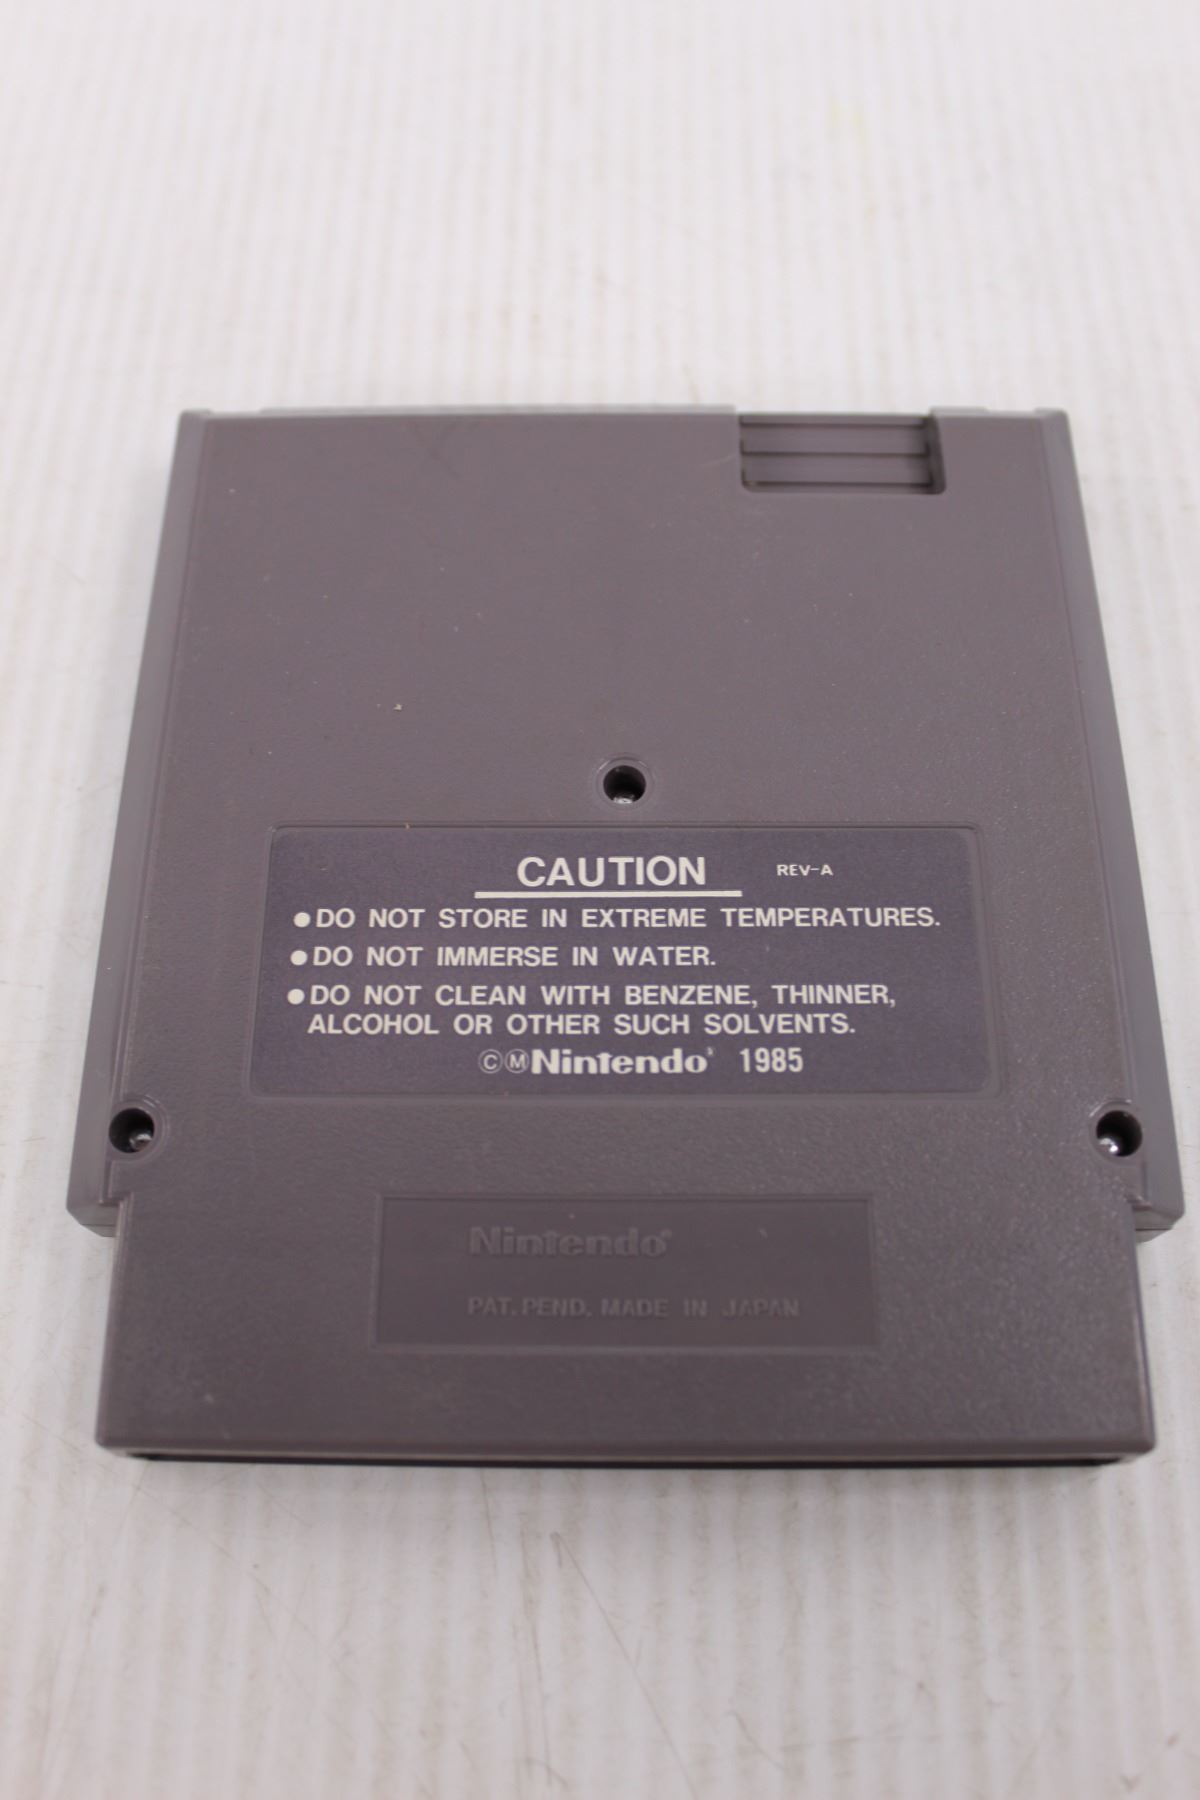 CAUTION REV-A
●DO NOT STORE IN EXTREME TEMPERATURES.
●DO NOT IMMERSE IN WATER.
●DO NOT CLEAN WITH BENZENE, THINNER,
ALCOHOL OR OTHER SUCH SOLVENTS.
ⒸⓂNintendo® 1985
Nintendo®
PAT. PEND. MADE IN JAPAN